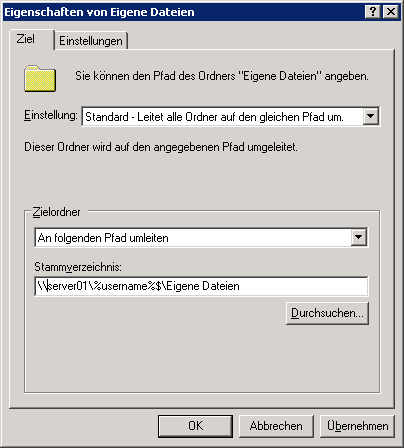 Eigenschaften von Eigene Dateien
Ziel Einstellungen
Sie können den Pfad des Ordners "Eigene Dateien" angeben.
Einstellung: Standard - Leitet alle Ordner auf den gleichen Pfad um.
Dieser Ordner wird auf den angegebenen Pfad umgeleitet.
Zielordner
An folgenden Pfad umleiten
Stammverzeichnis:
\\server01\%username%$\Eigene Dateien
Durchsuchen...
OK Abbrechen Übernehmen